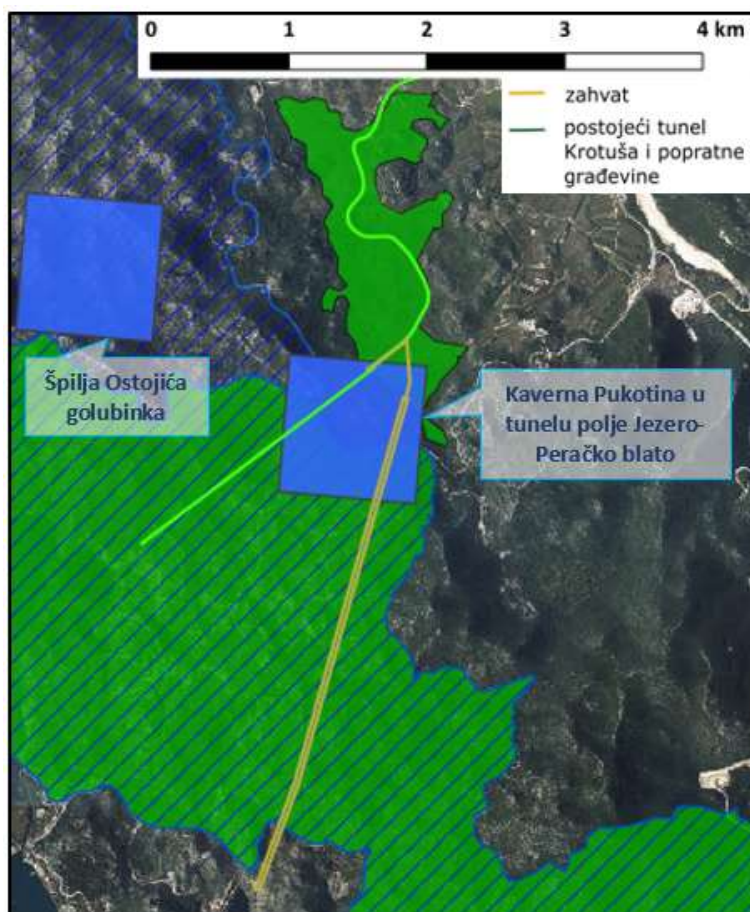 0 1 2 3 4 km
zahvat
postojeći tunel
Krotuša i popratne
građevine
Špilja Ostojića
golubinka
Kaverna Pukotina u
tunelu polje Jezero-
Peračko blato